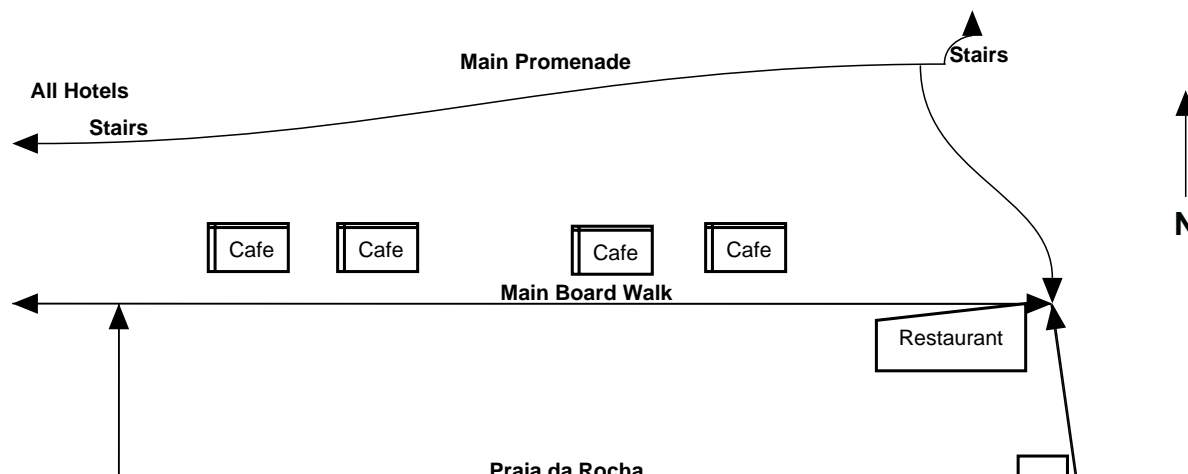 Main Promenade
Stairs
All Hotels
Stairs
Cafe
Cafe
Cafe
Cafe
Main Board Walk
Restaurant
Praia da Rocha